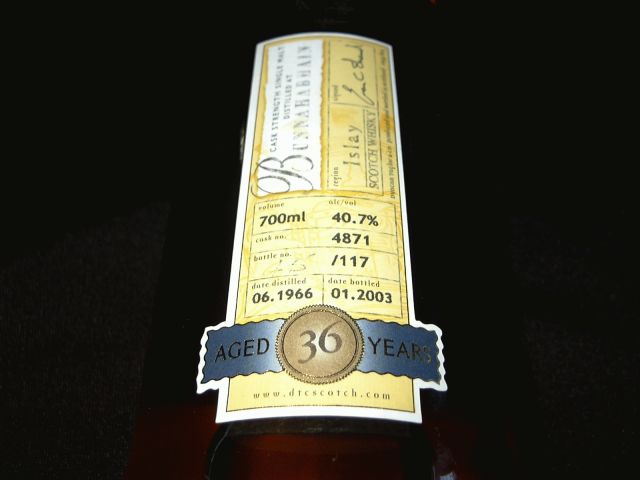 CASK STRENGTH SINGLE MALT
DISTILLED AT
BUNNAHABHAIN
region Islay signed
SCOTCH WHISKY
volume alc/vol
700ml 40.7%
cask no. 4871
bottle no. /117
date distilled date bottled
06.1966 01.2003
AGED 36 YEARS
www.dtcscotch.com